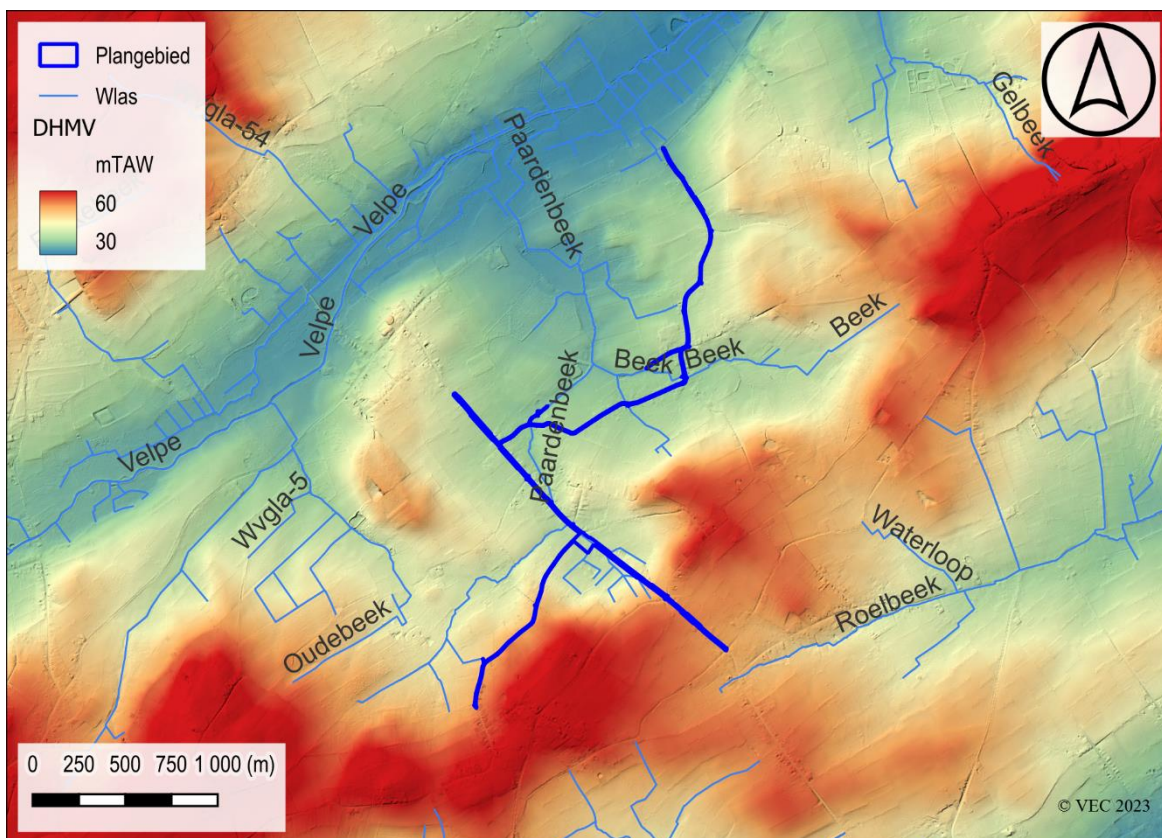 Plangebied
Wlas
DHMV
mTAW
60
30
gla-54
Paardenbeek
Gelbeek
Velpe
Velpe
Beek
Beek
Beek
Paardenbeek
Velpe
Wvgla-5
Waterloop
Roelbeek
Oudebeek
0 250 500 750 1 000 (m)
© VEC 2023